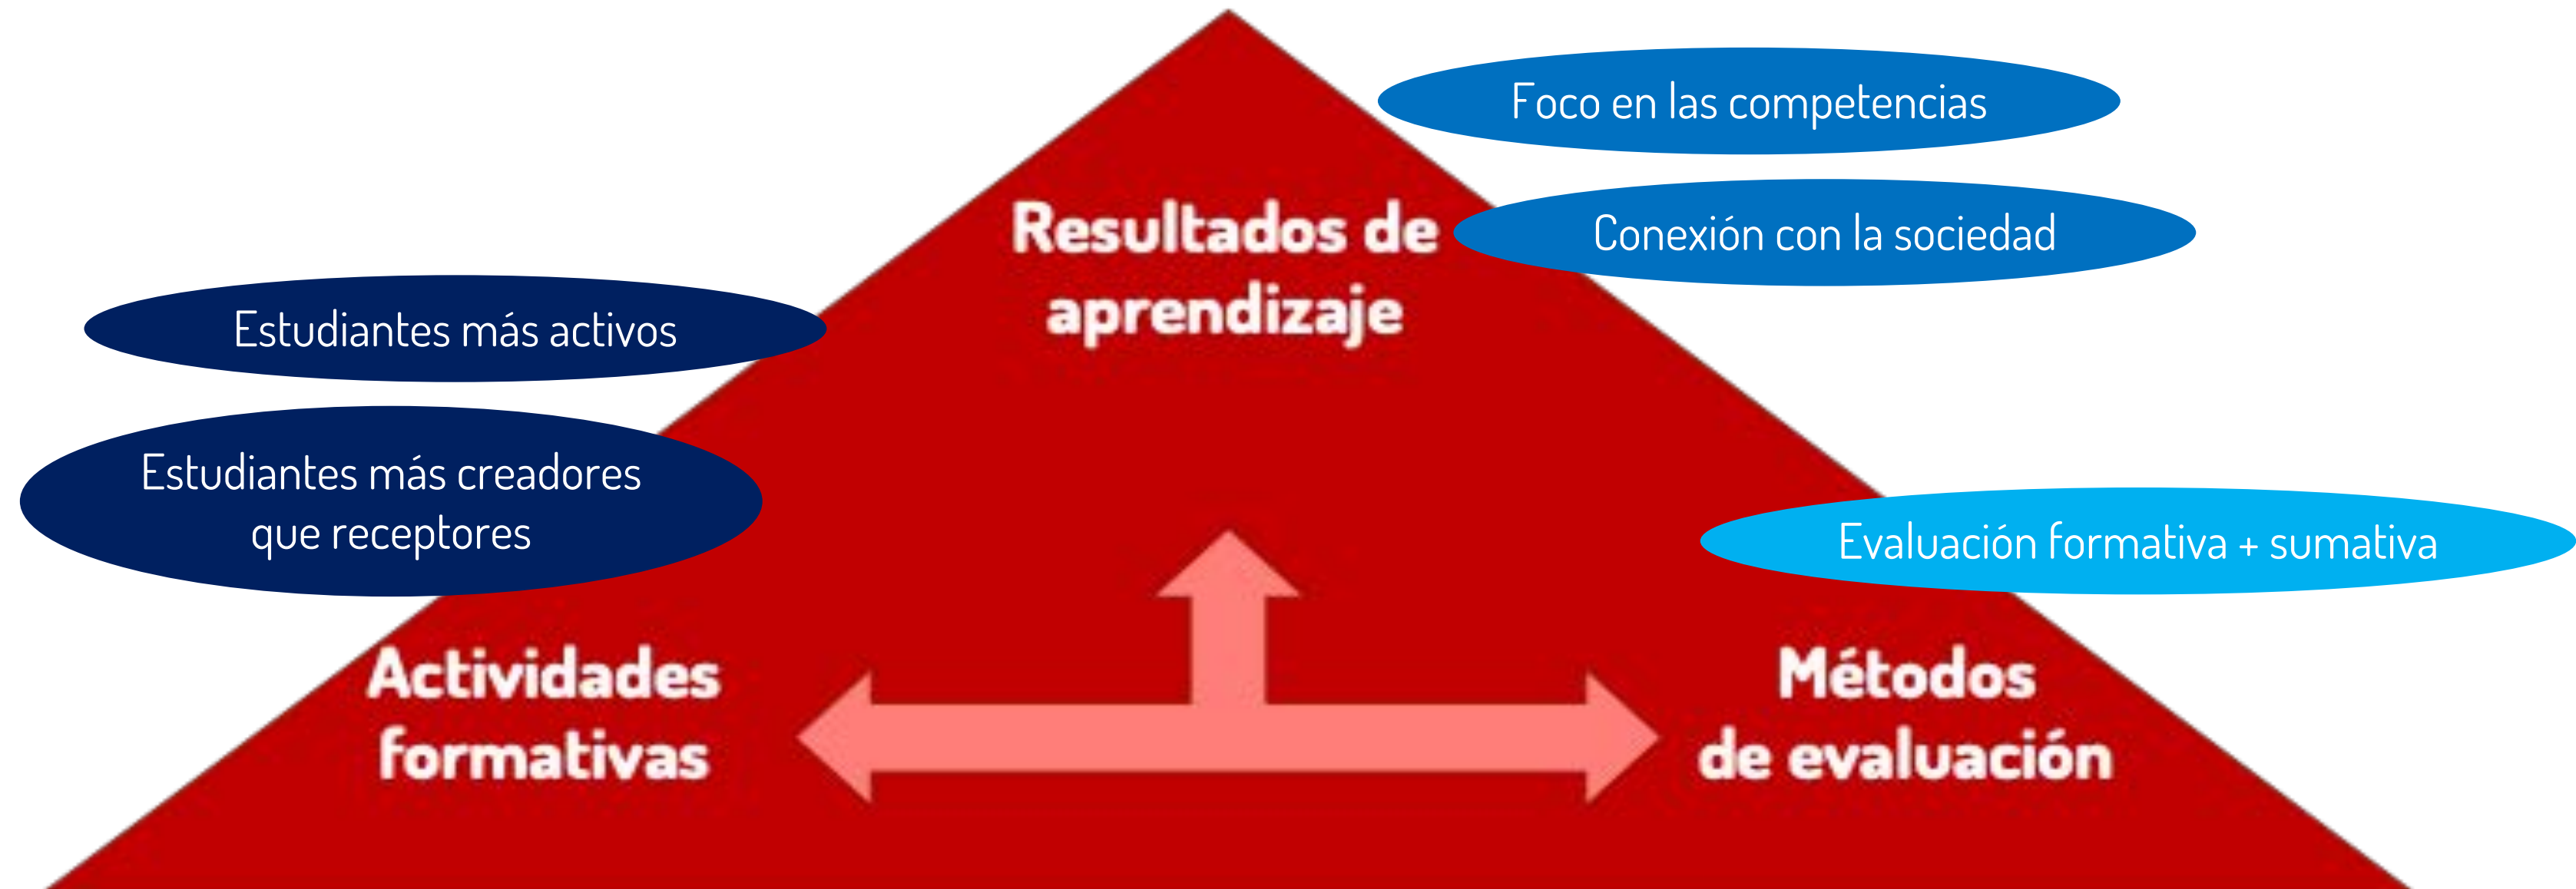 Foco en las competencias
Conexión con la sociedad
Resultados de
aprendizaje
Estudiantes más activos
Estudiantes más creadores
que receptores
Evaluación formativa + sumativa
Actividades
formativas
Métodos
de evaluación